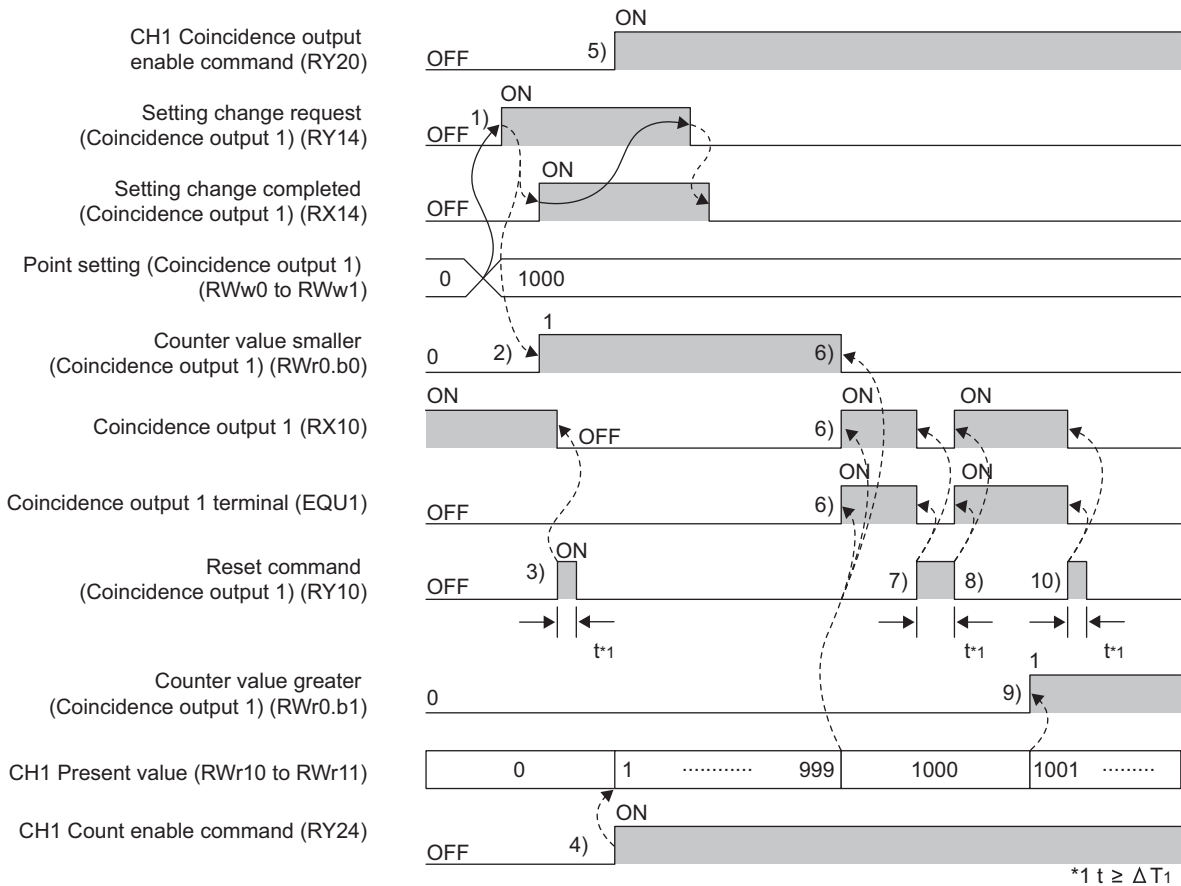 ON
CH1 Coincidence output
enable command (RY20)
OFF
5)
ON
Setting change request
(Coincidence output 1) (RY14)
OFF
1)
ON
Setting change completed
(Coincidence output 1) (RX14)
OFF
Point setting (Coincidence output 1)
(RWw0 to RWw1)
0
1000
1
Counter value smaller
(Coincidence output 1) (RWr0.b0)
0
2)
6)
ON
ON
ON
Coincidence output 1 (RX10)
OFF
6)
ON
ON
Coincidence output 1 terminal (EQU1)
OFF
6)
ON
Reset command
(Coincidence output 1) (RY10)
OFF
3)
7)
8)
10)
t*1
t*1
t*1
1
Counter value greater
(Coincidence output 1) (RWr0.b1)
0
9)
CH1 Present value (RWr10 to RWr11)
0
1
............
999
1000
1001
.........
ON
CH1 Count enable command (RY24)
OFF
4)
*1 t ≥ ΔT1